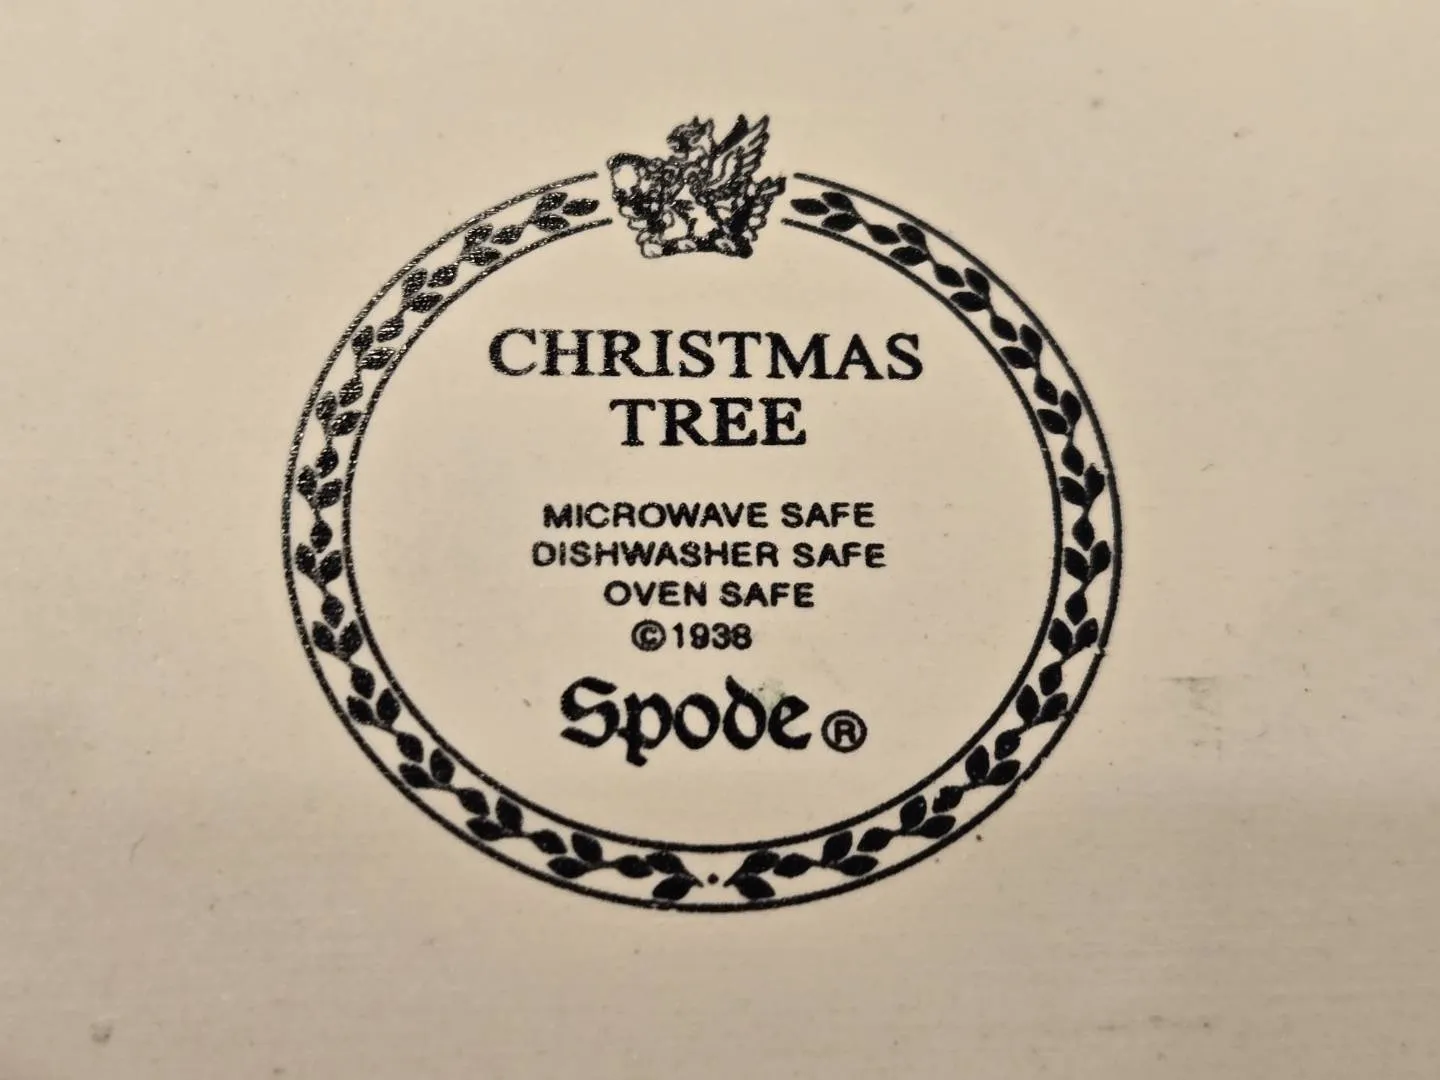 CHRISTMAS
TREE
MICROWAVE SAFE
DISHWASHER SAFE
OVEN SAFE
©1938
Spode®